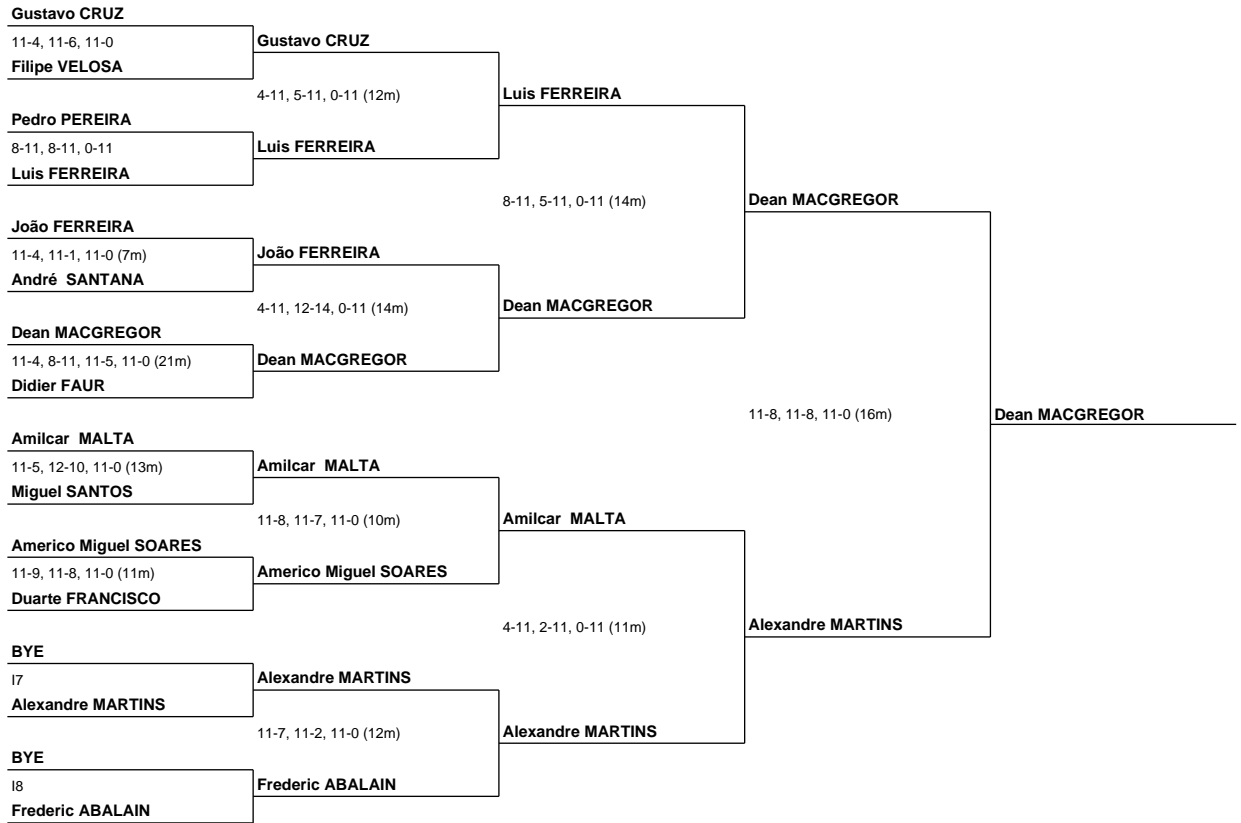 Gustavo CRUZ
11-4, 11-6, 11-0
Gustavo CRUZ
Filipe VELOSA
4-11, 5-11, 0-11 (12m)
Luis FERREIRA
Pedro PEREIRA
8-11, 8-11, 0-11
Luis FERREIRA
Luis FERREIRA
8-11, 5-11, 0-11 (14m)
Dean MACGREGOR
João FERREIRA
11-4, 11-1, 11-0 (7m)
João FERREIRA
André SANTANA
4-11, 12-14, 0-11 (14m)
Dean MACGREGOR
Dean MACGREGOR
11-4, 8-11, 11-5, 11-0 (21m)
Dean MACGREGOR
Didier FAUR
11-8, 11-8, 11-0 (16m)
Dean MACGREGOR
Amilcar MALTA
11-5, 12-10, 11-0 (13m)
Amilcar MALTA
Miguel SANTOS
11-8, 11-7, 11-0 (10m)
Amilcar MALTA
Americo Miguel SOARES
11-9, 11-8, 11-0 (11m)
Americo Miguel SOARES
Duarte FRANCISCO
4-11, 2-11, 0-11 (11m)
Alexandre MARTINS
BYE
I7
Alexandre MARTINS
Alexandre MARTINS
11-7, 11-2, 11-0 (12m)
Alexandre MARTINS
BYE
I8
Frederic ABALAIN
Frederic ABALAIN